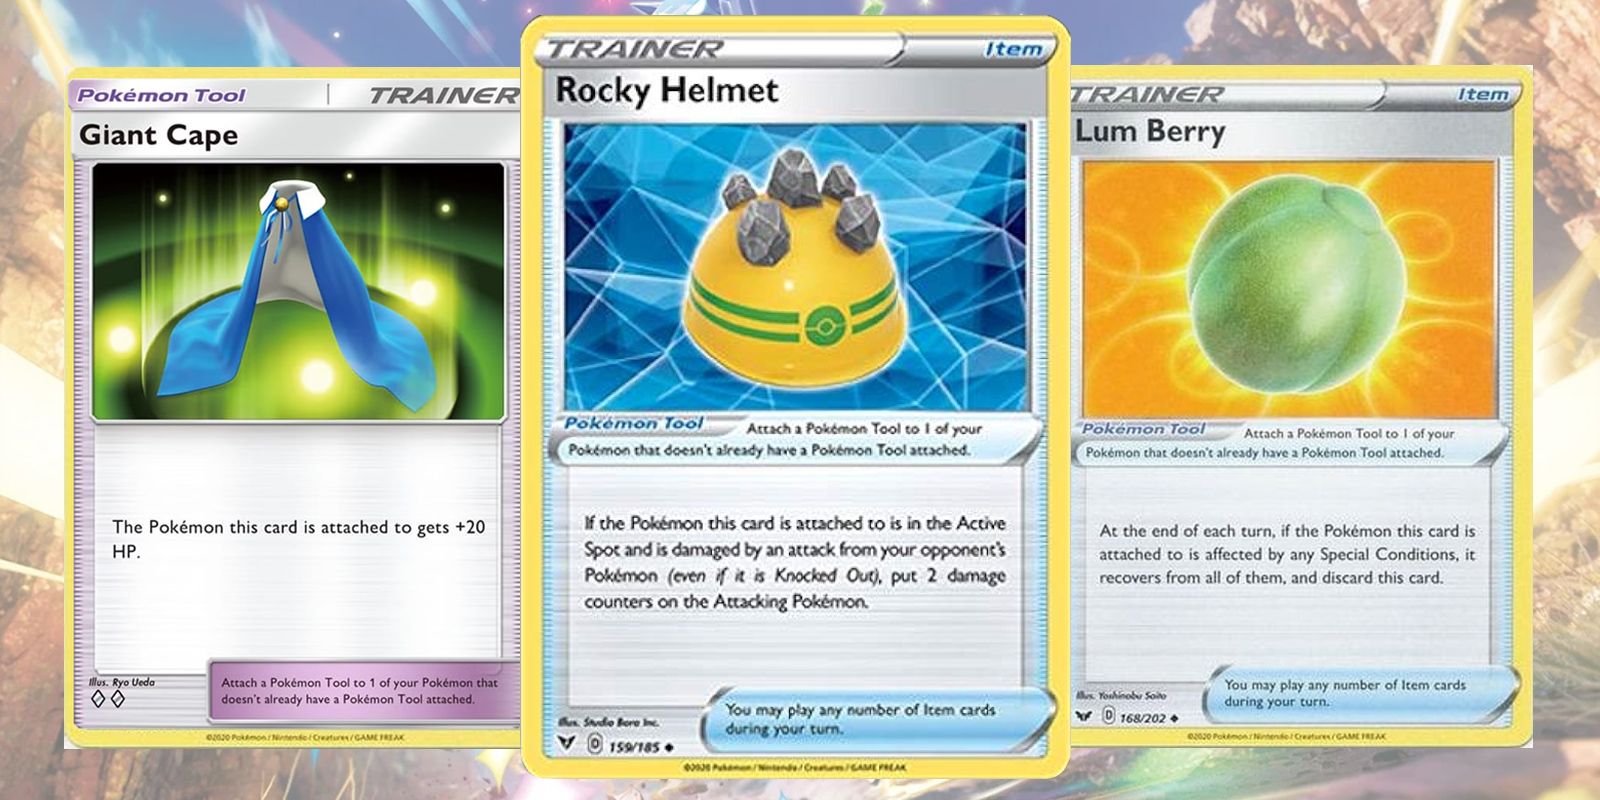 Pokémon Tool
TRAINER
Giant Cape
The Pokémon this card is attached to gets +20
HP.
Illus. Ryo Ueda
Attach a Pokémon Tool to 1 of your Pokémon that
doesn't already have a Pokémon Tool attached.
©2020 Pokémon / Nintendo / Creatures / GAME FREAK
TRAINER
Item
Rocky Helmet
Pokémon Tool
Attach a Pokémon Tool to 1 of your
Pokémon that doesn't already have a Pokémon Tool attached.
If the Pokémon this card is attached to is in the Active
Spot and is damaged by an attack from your opponent's
Pokémon (even if it is Knocked Out), put 2 damage
counters on the Attacking Pokémon.
Illus. Studio Bora Inc.
D 159/185
You may play any number of Item cards
during your turn.
©2020 Pokémon / Nintendo / Creatures / GAME FREAK
TRAINER
Item
Lum Berry
Pokémon Tool
Attach a Pokémon Tool to 1 of your
Pokémon that doesn't already have a Pokémon Tool attached.
At the end of each turn, if the Pokémon this card is
attached to is affected by any Special Conditions, it
recovers from all of them, and discard this card.
Illus. Yoshinobu Saito
D 168/202
You may play any number of Item cards
during your turn.
©2020 Pokémon / Nintendo / Creatures / GAME FREAK